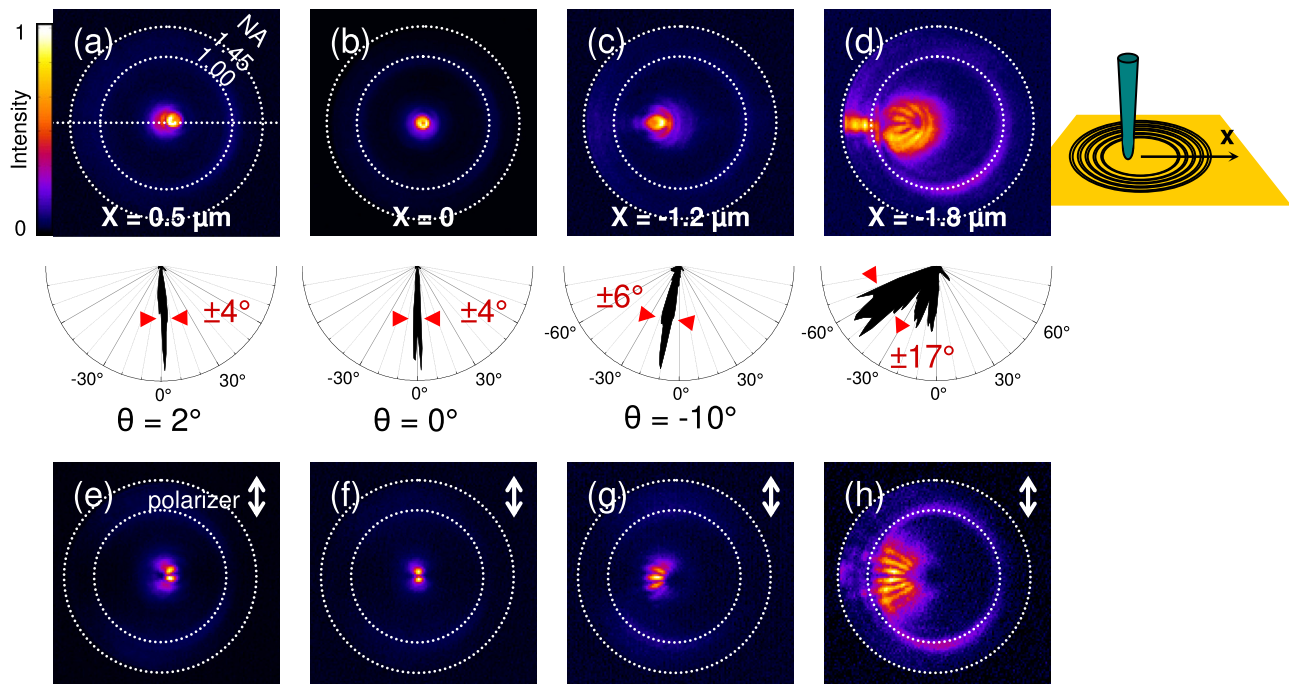 1
Intensity
0
(a)
NA
1.45
1.00
X = 0.5 μm
(b)
X = 0
(c)
X = -1.2 μm
(d)
X = -1.8 μm
x
±4°
-30°
0°
30°
θ = 2°
±4°
-30°
0°
30°
θ = 0°
±6°
-60°
-30°
0°
30°
θ = -10°
±17°
-60°
-30°
0°
30°
60°
(e)
polarizer
(f)
(g)
(h)